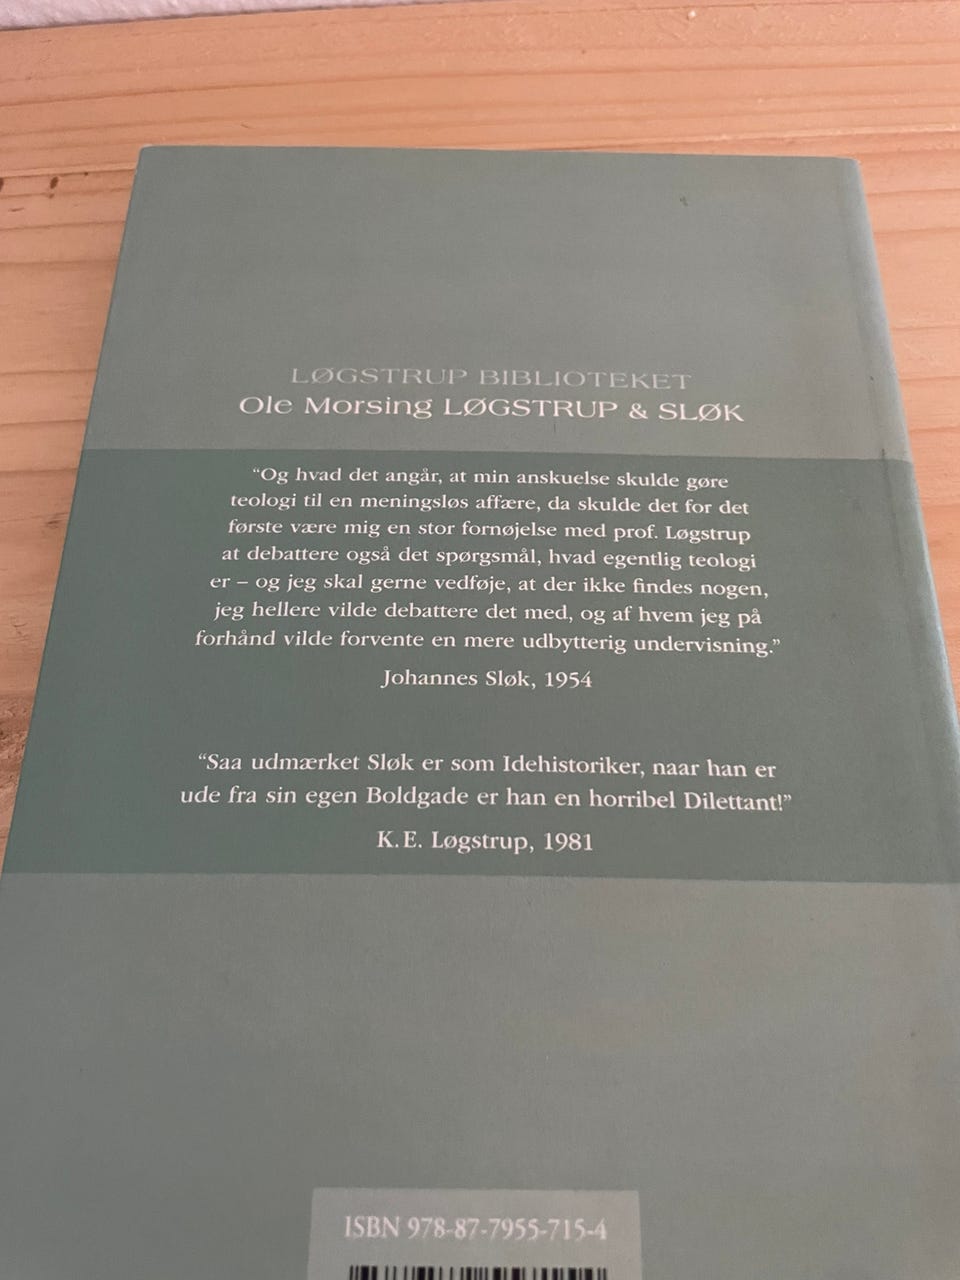 LØGSTRUP BIBLIOTEKET
Ole Morsing LØGSTRUP & SLØK
“Og hvad det angår, at min anskuelse skulde gøre
teologi til en meningsløs affære, da skulde det for det
første være mig en stor fornøjelse med prof. Løgstrup
at debattere også det spørgsmål, hvad egentlig teologi
er – og jeg skal gerne vedføje, at der ikke findes nogen,
jeg hellere vilde debattere det med, og af hvem jeg på
forhånd vilde forvente en mere udbytterig undervisning.”
Johannes Sløk, 1954
“Saa udmærket Sløk er som Idehistoriker, naar han er
ude fra sin egen Boldgade er han en horribel Dilettant!”
K.E. Løgstrup, 1981
ISBN 978-87-7955-715-4